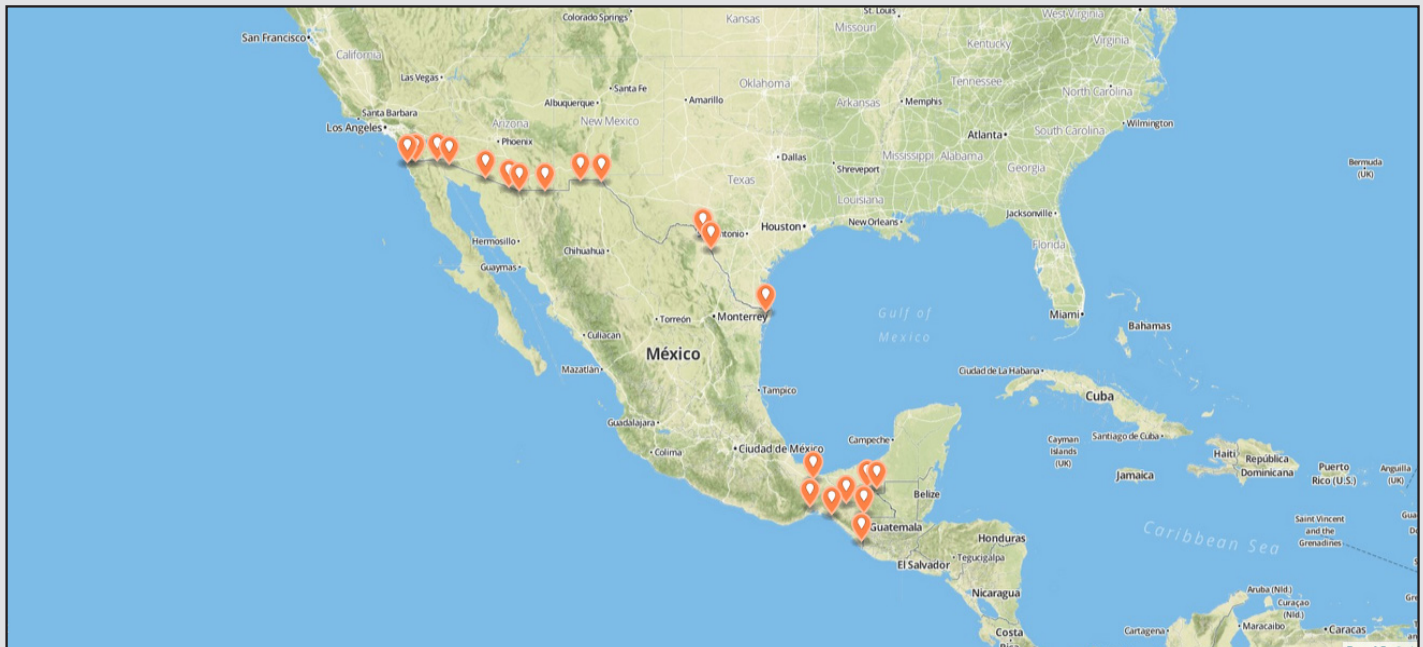 Colorado Springs
Kansas
St. Louis
Missouri
West Virginia
Virginia
San Francisco
California
Kentucky
Las Vegas
Santa Fe
Oklahoma
Tennessee
North Carolina
Albuquerque
Amarillo
Arkansas
Memphis
Santa Barbara
Los Angeles
Arizona
New Mexico
Phoenix
Atlanta
South Carolina
Wilmington
Dallas
Mississippi
Alabama
Georgia
Bermuda
(UK)
Texas
Shreveport
Louisiana
Jacksonville
Houston
New Orleans
Hermosillo
Chihuahua
Florida
Guaymas
Gulf of
Mexico
Miami
Bahamas
Torreón
Monterrey
Culiacán
México
Mazatlán
Ciudad de La Habana
Cuba
Tampico
Guadalajara
Colima
Ciudad de México
Campeche
Cayman
Islands
(UK)
Santiago de Cuba
Haiti
República
Dominicana
Jamaica
Puerto
Rico (U.S.)
Anguilla
(UK)
Belize
Guatemala
Honduras
Caribbean Sea
Saint Vincent
and the
Grenadines
El Salvador
Tegucigalpa
Nicaragua
Aruba (Nld.)
Curaçao
(Nld.)
Costa
Cartagena
Maracaibo
Caracas